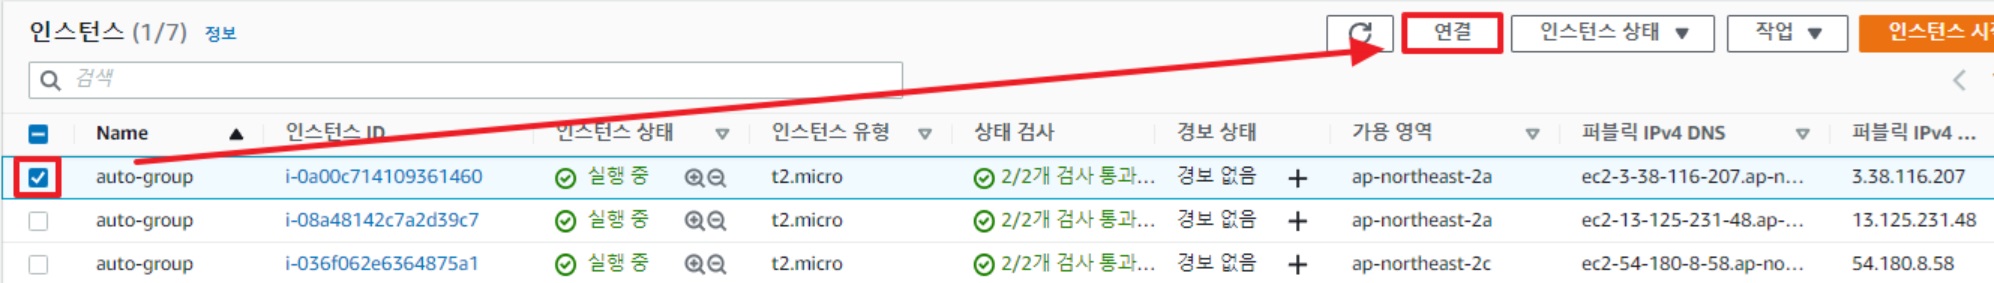 인스턴스 (1/7) 정보 연결 인스턴스 상태 작업 인스턴스
검색
Name 인스턴스 ID 인스턴스 상태 인스턴스 유형 상태 검사 경보 상태 가용 영역 퍼블릭 IPv4 DNS 퍼블릭 IPv4 ...
auto-group i-0a00c714109361460 실행 중 t2.micro 2/2개 검사 통과... 경보 없음 + ap-northeast-2a ec2-3-38-116-207.ap-n... 3.38.116.207
auto-group i-08a48142c7a2d39c7 실행 중 t2.micro 2/2개 검사 통과... 경보 없음 + ap-northeast-2a ec2-13-125-231-48.ap-... 13.125.231.48
auto-group i-036f062e6364875a1 실행 중 t2.micro 2/2개 검사 통과... 경보 없음 + ap-northeast-2c ec2-54-180-8-58.ap-no... 54.180.8.58